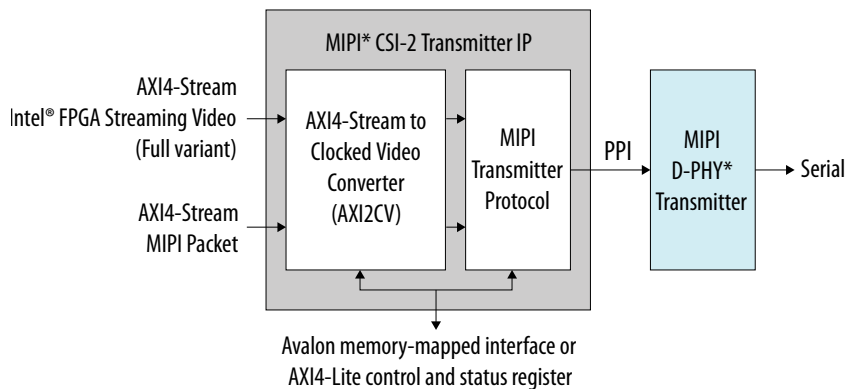 MIPI* CSI-2 Transmitter IP
AXI4-Stream
Intel® FPGA Streaming Video
(Full variant)
AXI4-Stream
MIPI Packet
AXI4-Stream to
Clocked Video
Converter
(AXI2CV)
MIPI
Transmitter
Protocol
PPI
MIPI
D-PHY*
Transmitter
Serial
Avalon memory-mapped interface or
AXI4-Lite control and status register